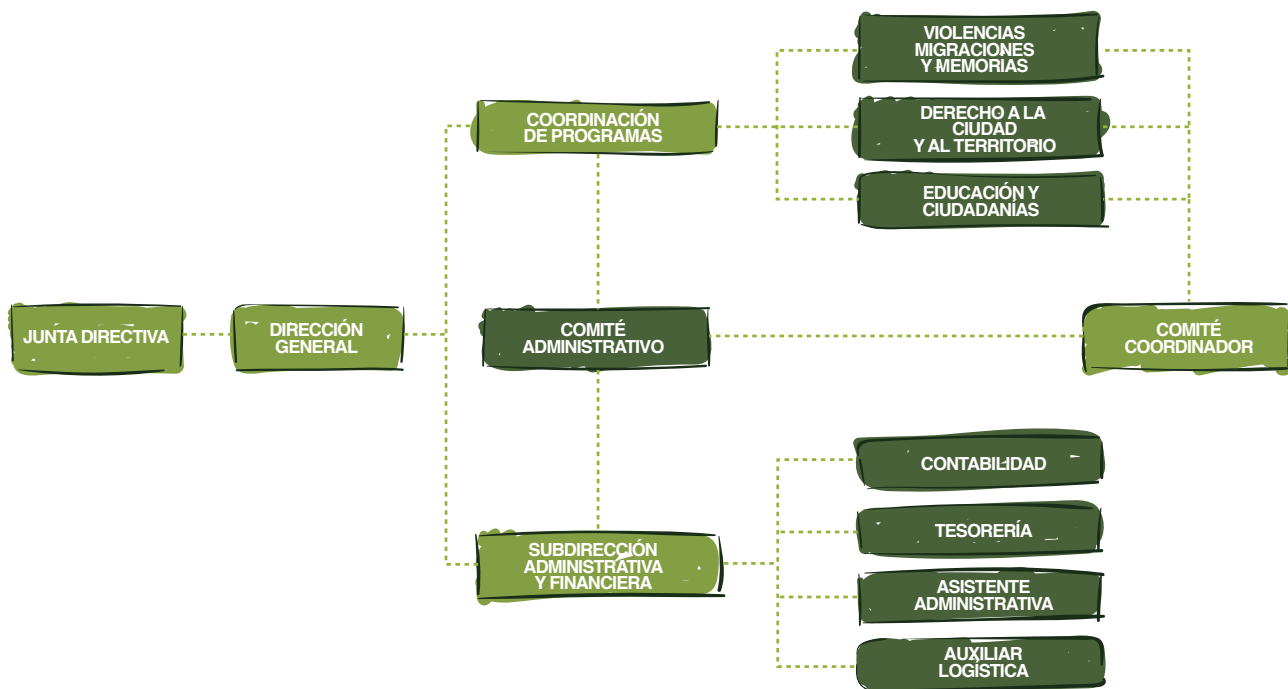 VIOLENCIAS
MIGRACIONES
Y MEMORIAS
COORDINACIÓN
DE PROGRAMAS
DERECHO A LA
CIUDAD
Y AL TERRITORIO
EDUCACIÓN Y
CIUDADANÍAS
JUNTA DIRECTIVA
DIRECCIÓN
GENERAL
COMITÉ
ADMINISTRATIVO
COMITÉ
COORDINADOR
CONTABILIDAD
TESORERÍA
SUBDIRECCIÓN
ADMINISTRATIVA
Y FINANCIERA
ASISTENTE
ADMINISTRATIVA
AUXILIAR
LOGÍSTICA